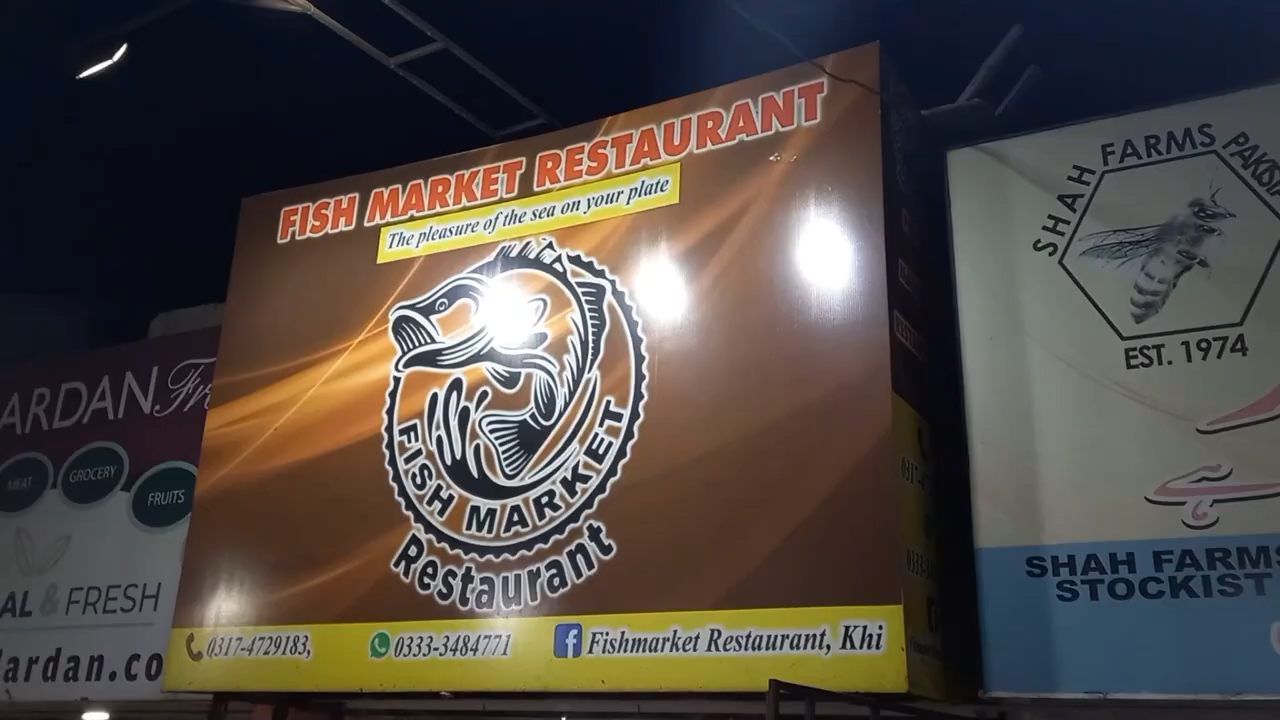 FISH MARKET RESTAURANT
The pleasure of the sea on your plate
FISH MARKET
Restaurant
0317-4729183,
0333-3484771
Fishmarket Restaurant, Khi
ARDAN
MEAT
GROCERY
FRUITS
AL & FRESH
ardan.co
SHAH FARMS
EST. 1974
SHAH FARMS
STOCKIST